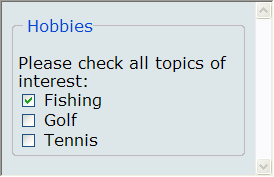 Hobbies
Please check all topics of
interest:
Fishing
Golf
Tennis